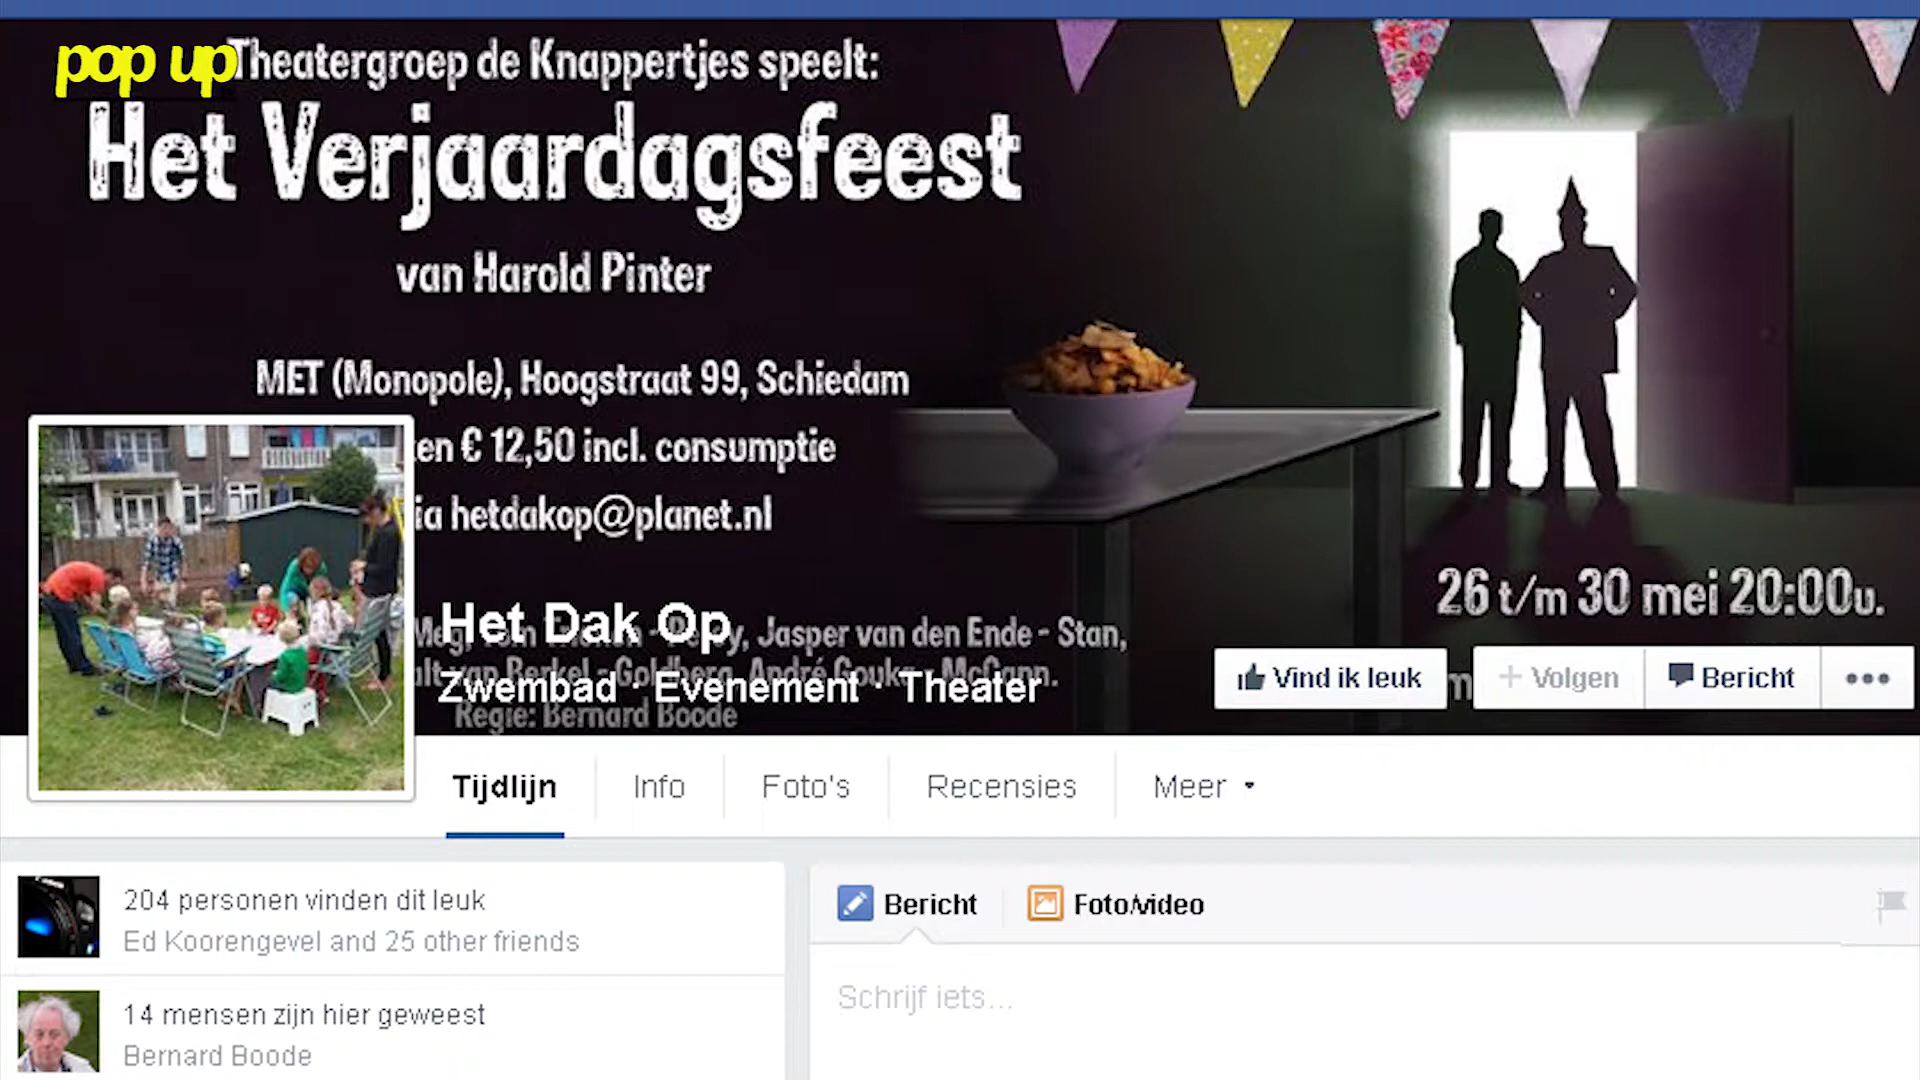 pop up
Theatergroep de Knappertjes speelt:
Het Verjaardagsfeest
van Harold Pinter
MET (Monopole), Hoogstraat 99, Schiedam
€ 12,50 incl. consumptie
hetdakop@planet.nl
26 t/m 30 mei 20:00u.
Het Dak Op
Jasper van den Ende - Stan,
Zwembad · Evenement · Theater
Regie: Bernard Boode
Vind ik leuk
+ Volgen
Bericht
Tijdlijn
Info
Foto's
Recensies
Meer
204 personen vinden dit leuk
Ed Koorengevel and 25 other friends
14 mensen zijn hier geweest
Bernard Boode
Bericht
Foto/video
Schrijf iets...